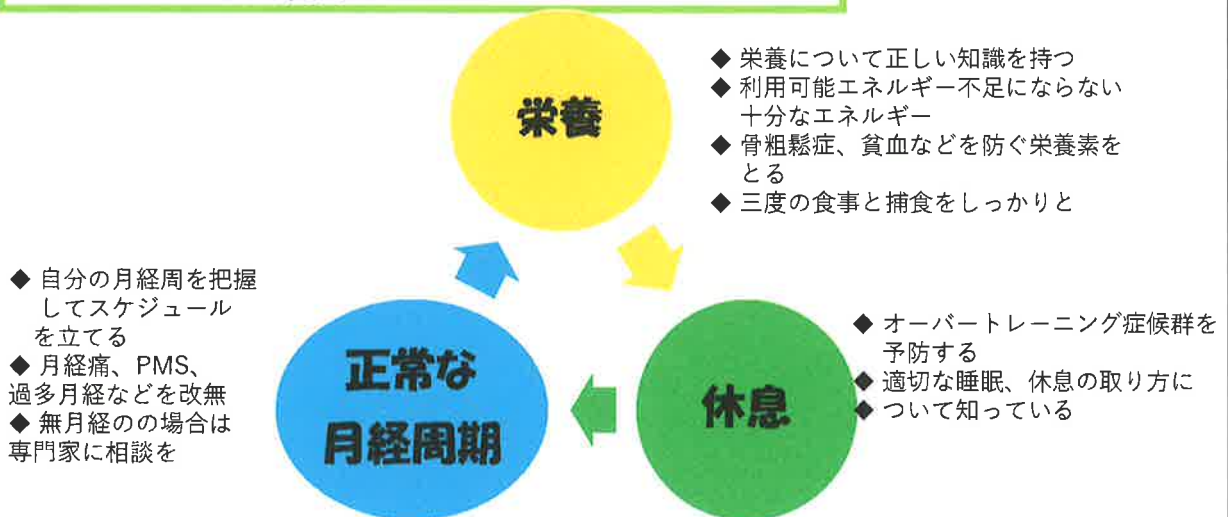 栄養
◆ 栄養について正しい知識を持つ
◆ 利用可能エネルギー不足にならない
十分なエネルギー
◆ 骨粗鬆症、貧血などを防ぐ栄養素を
とる
◆ 三度の食事と捕食をしっかりと
◆ 自分の月経周を把握
してスケジュール
を立てる
◆ 月経痛、PMS、
過多月経などを改無
◆ 無月経のの場合は
専門家に相談を
正常な
月経周期
休息
◆ オーバートレーニング症候群を
予防する
◆ 適切な睡眠、休息の取り方に
◆ ついて知っている